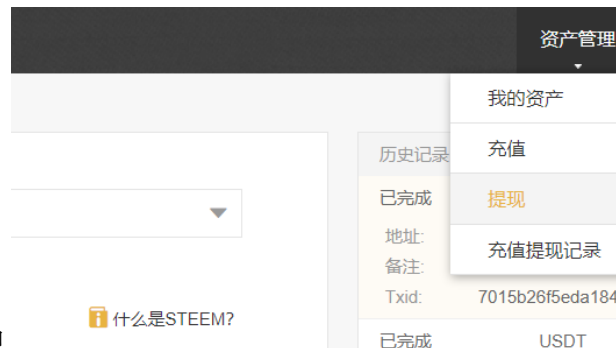 资产管理
我的资产
充值
提现
充值提现记录
历史记录
已完成
地址:
备注:
Txid: 7015b26f5eda184
已完成 USDT
什么是STEEM?